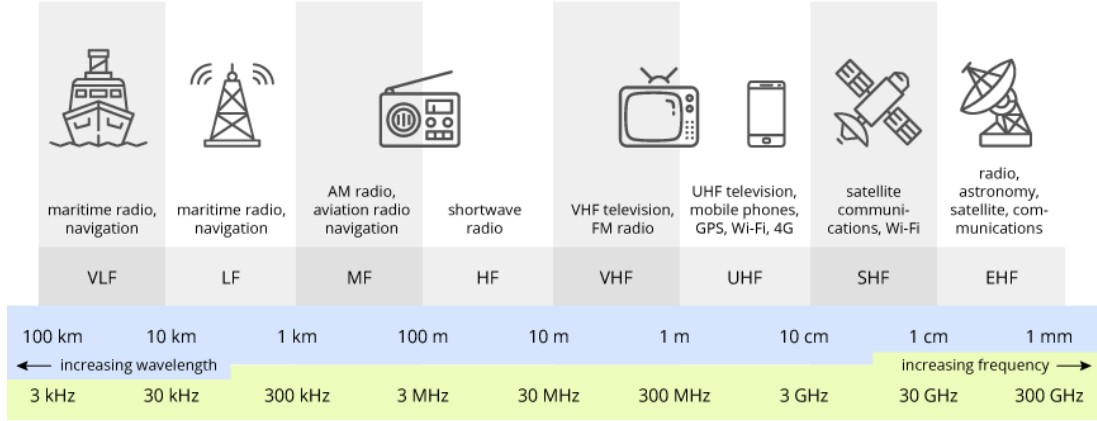 maritime radio,
navigation
maritime radio,
navigation
AM radio,
aviation radio
navigation
shortwave
radio
VHF television,
FM radio
UHF television,
mobile phones,
GPS, Wi-Fi, 4G
satellite
communi-
cations, Wi-Fi
radio,
astronomy,
satellite, com-
munications
VLF LF MF HF VHF UHF SHF EHF
100 km 10 km 1 km 100 m 10 m 1 m 10 cm 1 cm 1 mm
increasing wavelength increasing frequency
3 kHz 30 kHz 300 kHz 3 MHz 30 MHz 300 MHz 3 GHz 30 GHz 300 GHz